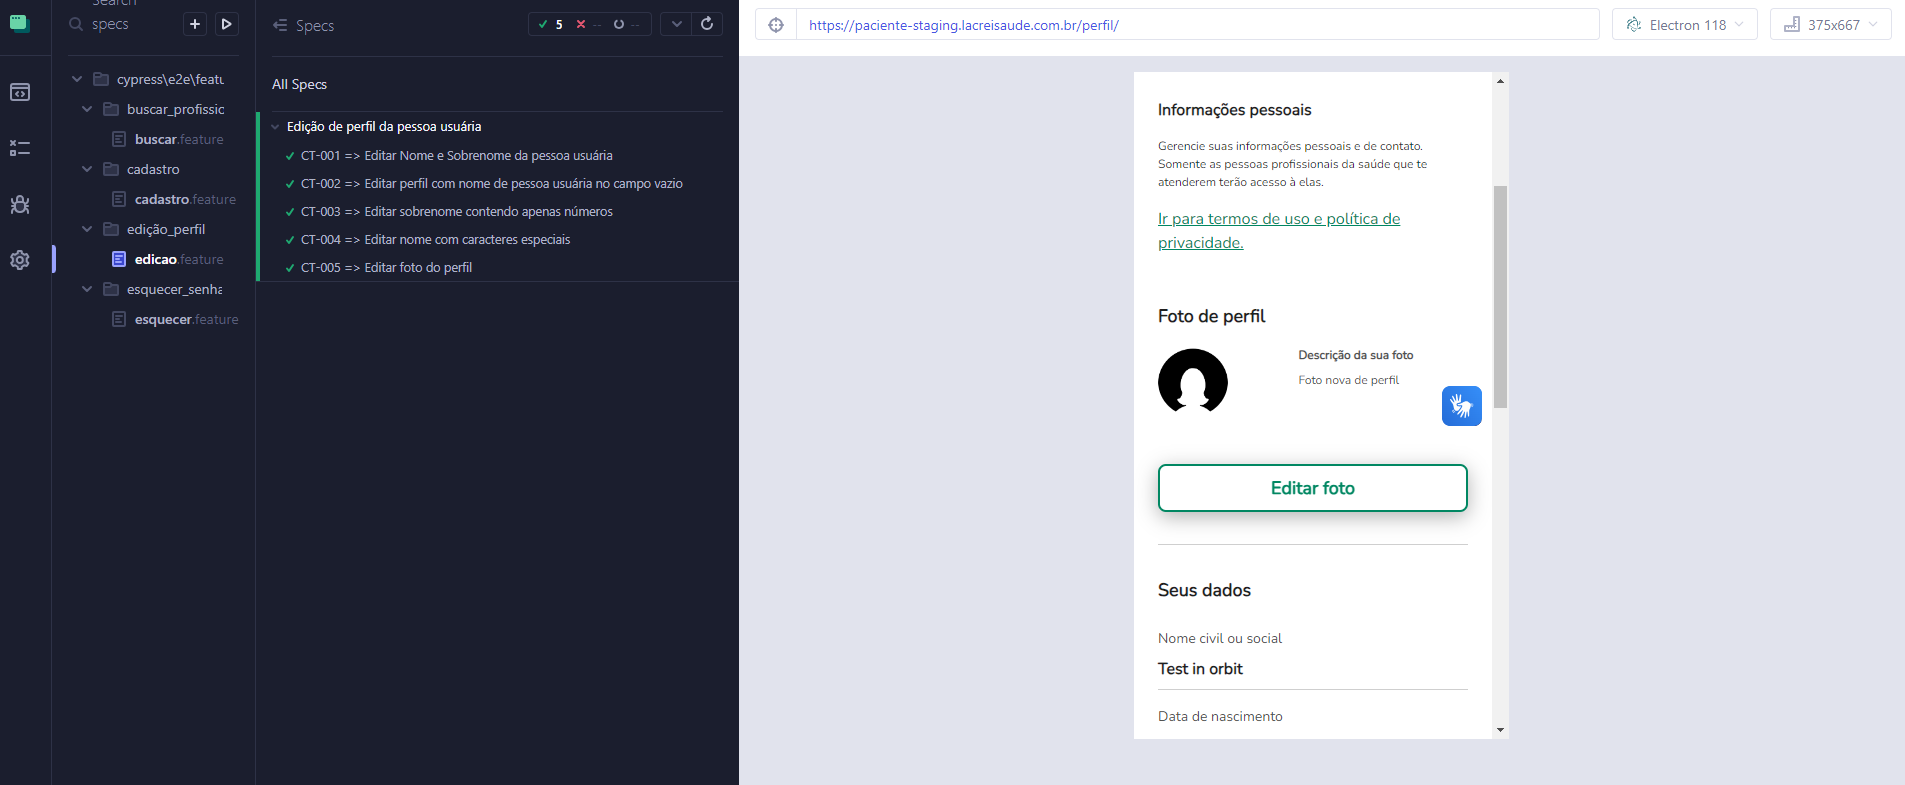 Search
specs
cypress\e2e\featu
buscar_profissic
buscar.feature
cadastro
cadastro.feature
edição_perfil
edicao.feature
esquecer_senha
esquecer.feature
Specs
5 -- --
All Specs
Edição de perfil da pessoa usuária
CT-001 => Editar Nome e Sobrenome da pessoa usuária
CT-002 => Editar perfil com nome de pessoa usuária no campo vazio
CT-003 => Editar sobrenome contendo apenas números
CT-004 => Editar nome com caracteres especiais
CT-005 => Editar foto do perfil
https://paciente-staging.lacreisaude.com.br/perfil/
Electron 118
375x667
Informações pessoais
Gerencie suas informações pessoais e de contato.
Somente as pessoas profissionais da saúde que te
atenderem terão acesso à elas.
Ir para termos de uso e política de
privacidade.
Foto de perfil
Descrição da sua foto
Foto nova de perfil
Editar foto
Seus dados
Nome civil ou social
Test in orbit
Data de nascimento